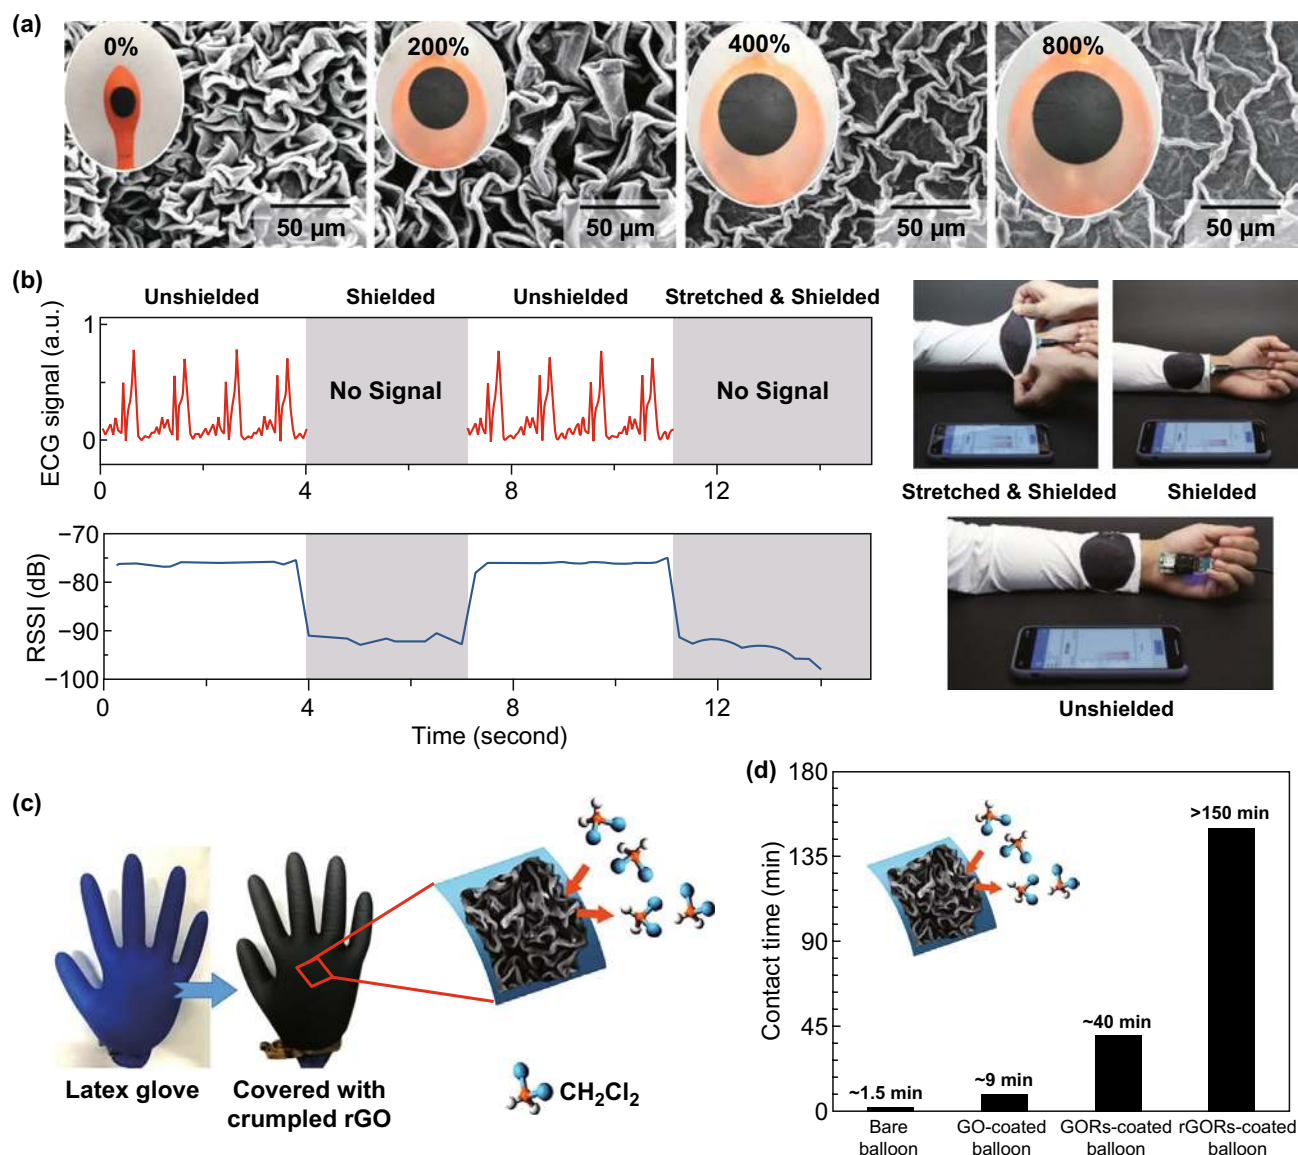 (a)
0%
200%
400%
800%
50 µm
50 µm
50 µm
50 µm
(b)
Unshielded
Shielded
Unshielded
Stretched & Shielded
ECG signal (a.u.)
1
0
No Signal
No Signal
0
4
8
12
RSSI (dB)
−70
−80
−90
−100
0
4
8
12
Time (second)
Stretched & Shielded
Shielded
Unshielded
(c)
Latex glove
Covered with
crumpled rGO
CH₂Cl₂
(d)
Contact time (min)
180
135
90
45
0
~1.5 min
~9 min
~40 min
>150 min
Bare
balloon
GO-coated
balloon
GORs-coated
balloon
rGORs-coated
balloon